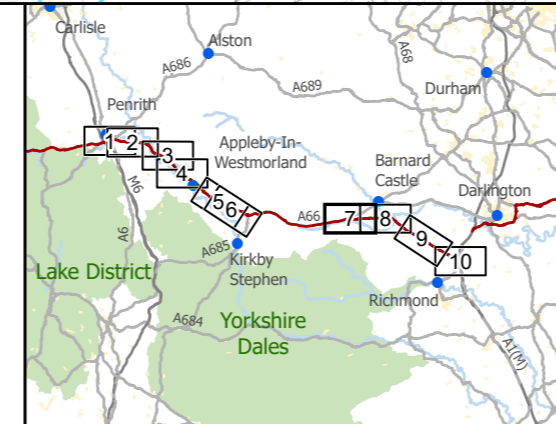 Carlisle
Alston
A686
A689
A68
Durham
Penrith
1
2
3
4
5
6
7
8
9
10
Appleby-In-
Westmorland
Barnard
Castle
Darlington
M6
A6
A66
A685
Kirkby
Stephen
Lake District
Richmond
A684
Yorkshire
Dales
A1(M)